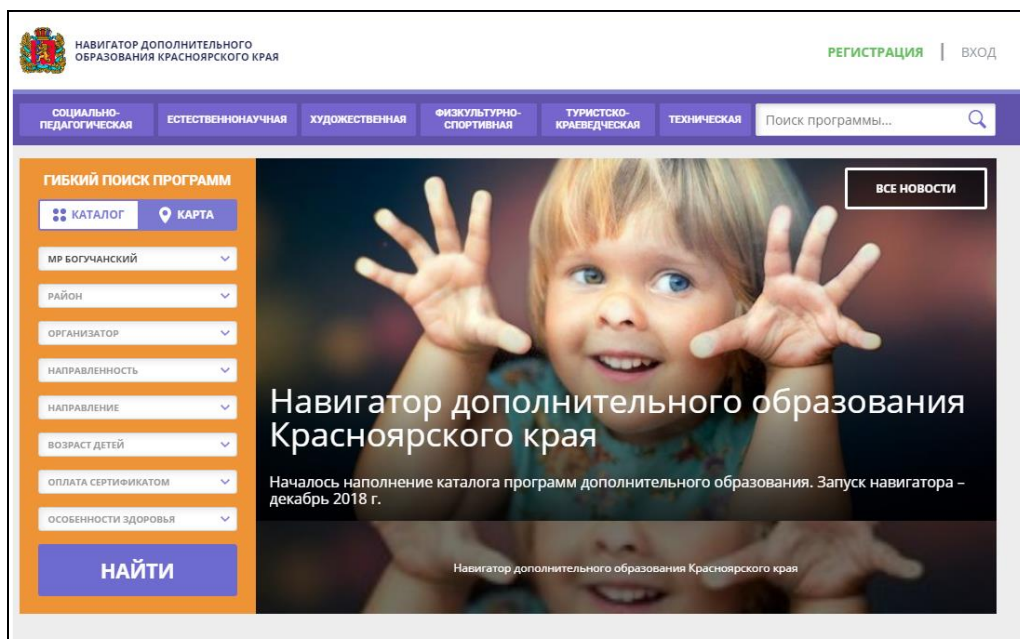 НАВИГАТОР ДОПОЛНИТЕЛЬНОГО
ОБРАЗОВАНИЯ КРАСНОЯРСКОГО КРАЯ
РЕГИСТРАЦИЯ | ВХОД
СОЦИАЛЬНО-
ПЕДАГОГИЧЕСКАЯ
ЕСТЕСТВЕННОНАУЧНАЯ
ХУДОЖЕСТВЕННАЯ
ФИЗКУЛЬТУРНО-
СПОРТИВНАЯ
ТУРИСТСКО-
КРАЕВЕДЧЕСКАЯ
ТЕХНИЧЕСКАЯ
Поиск программы...
ГИБКИЙ ПОИСК ПРОГРАММ
КАТАЛОГ
КАРТА
МР БОГУЧАНСКИЙ
РАЙОН
ОРГАНИЗАТОР
НАПРАВЛЕННОСТЬ
НАПРАВЛЕНИЕ
ВОЗРАСТ ДЕТЕЙ
ОПЛАТА СЕРТИФИКАТОМ
ОСОБЕННОСТИ ЗДОРОВЬЯ
НАЙТИ
ВСЕ НОВОСТИ
Навигатор дополнительного образования
Красноярского края
Началось наполнение каталога программ дополнительного образования. Запуск навигатора –
декабрь 2018 г.
Навигатор дополнительного образования Красноярского края